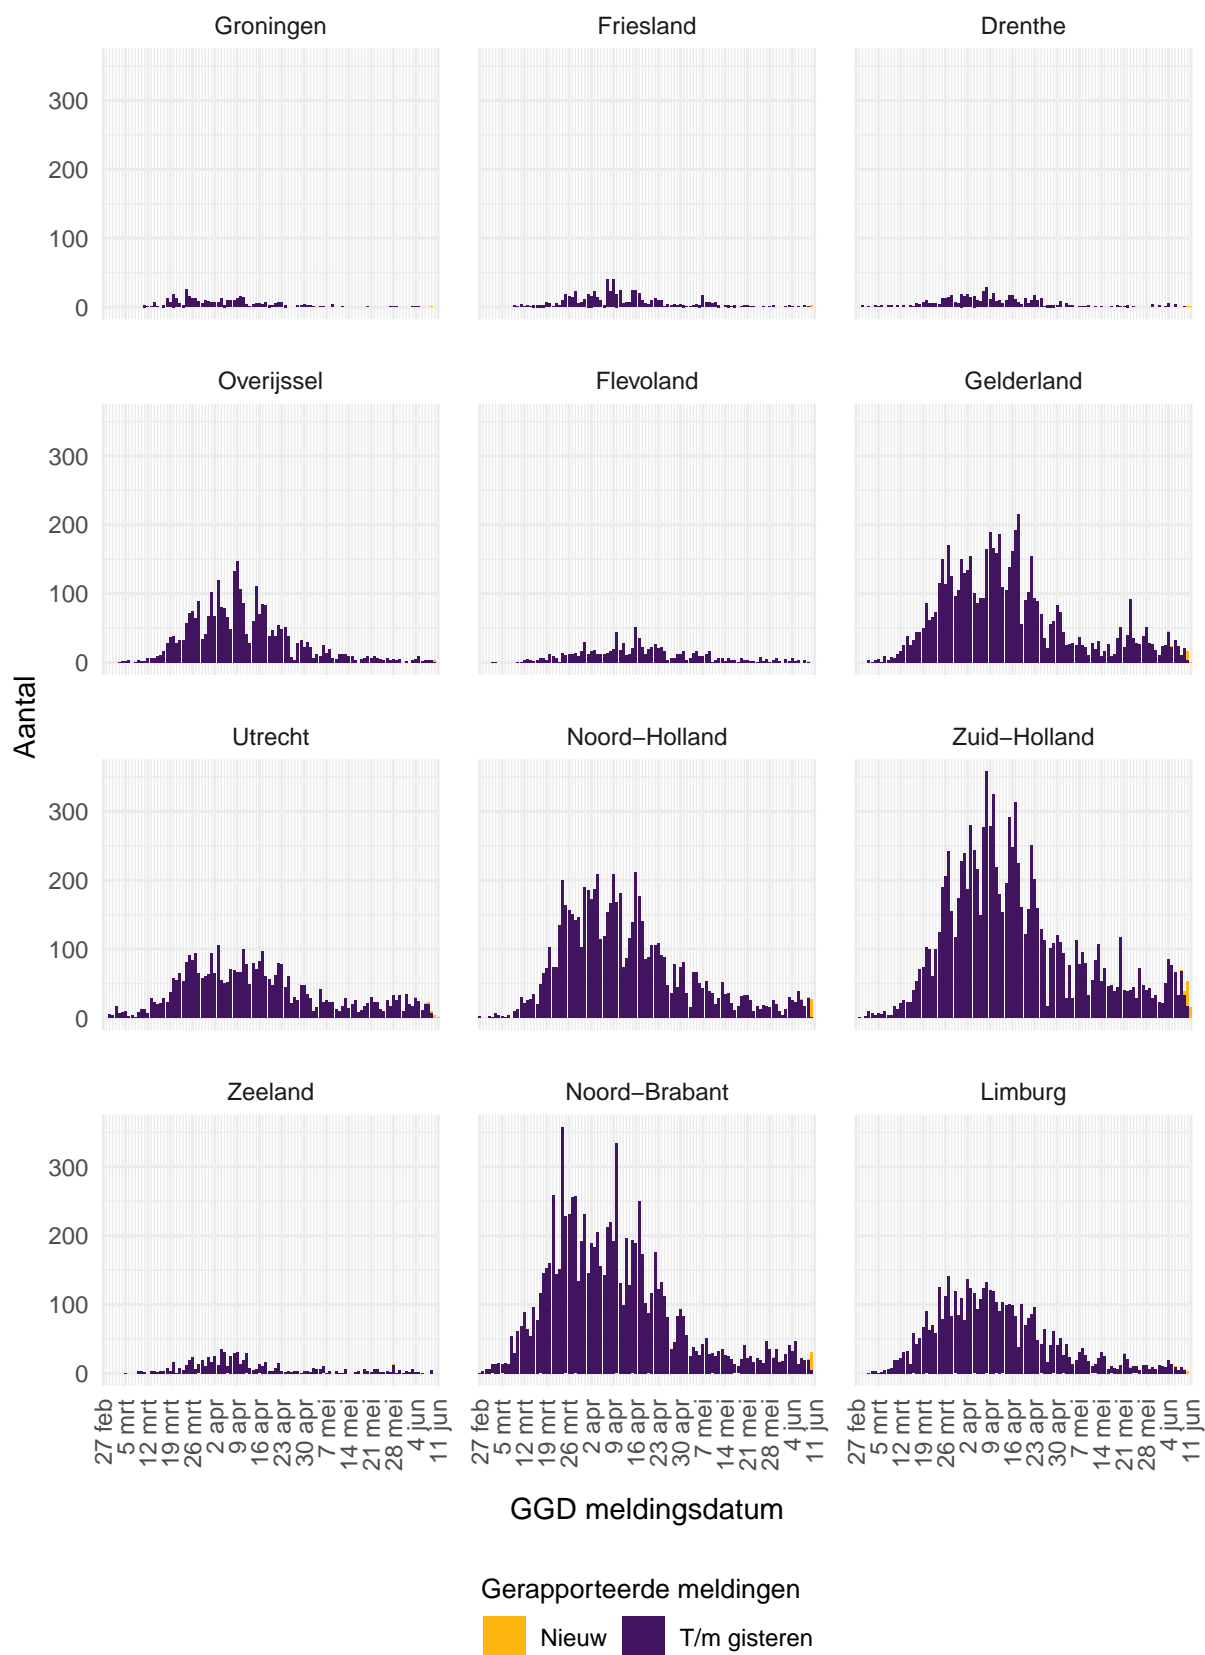 Groningen Friesland Drenthe
300
200
100
0
Overijssel Flevoland Gelderland
300
200
100
0
Aantal
Utrecht Noord−Holland Zuid−Holland
300
200
100
0
Zeeland Noord−Brabant Limburg
300
200
100
0
27 feb 5 mrt 12 mrt 19 mrt 26 mrt 2 apr 9 apr 16 apr 23 apr 30 apr 7 mei 14 mei 21 mei 28 mei 4 jun 11 jun 27 feb 5 mrt 12 mrt 19 mrt 26 mrt 2 apr 9 apr 16 apr 23 apr 30 apr 7 mei 14 mei 21 mei 28 mei 4 jun 11 jun 27 feb 5 mrt 12 mrt 19 mrt 26 mrt 2 apr 9 apr 16 apr 23 apr 30 apr 7 mei 14 mei 21 mei 28 mei 4 jun 11 jun
GGD meldingsdatum
Gerapporteerde meldingen
Nieuw T/m gisteren